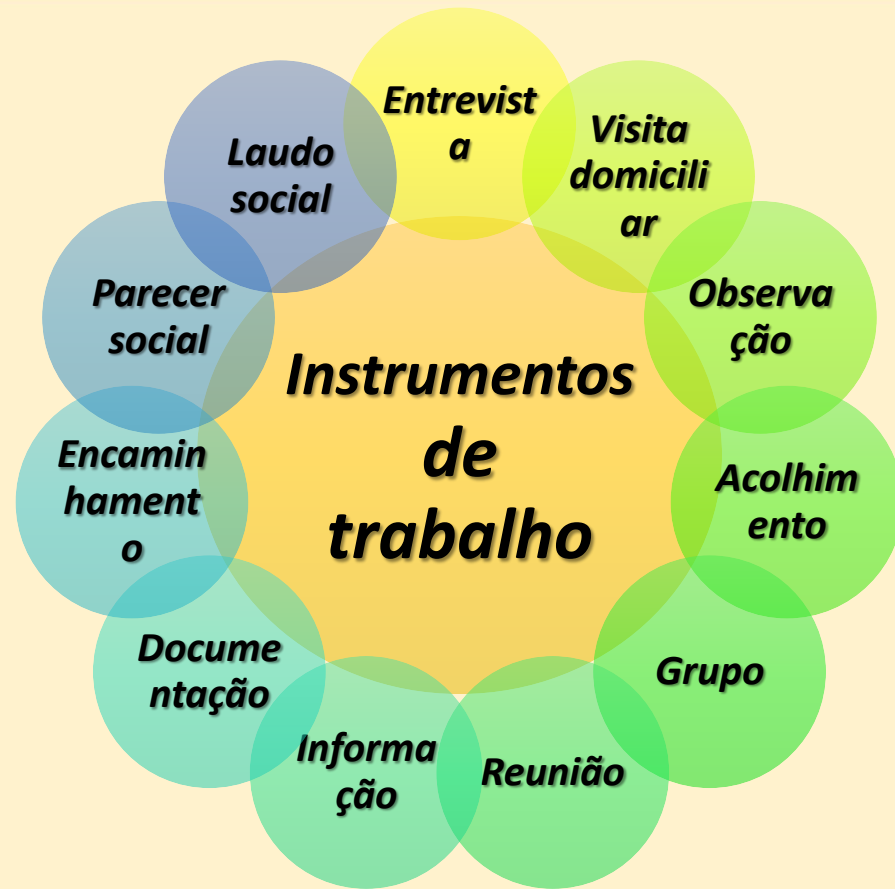 Entrevist
a
Visita
domicili
ar
Observa
ção
Acolhim
ento
Grupo
Reunião
Informa
ção
Docume
ntação
Encamin
hament
o
Parecer
social
Laudo
social
Instrumentos
de
trabalho